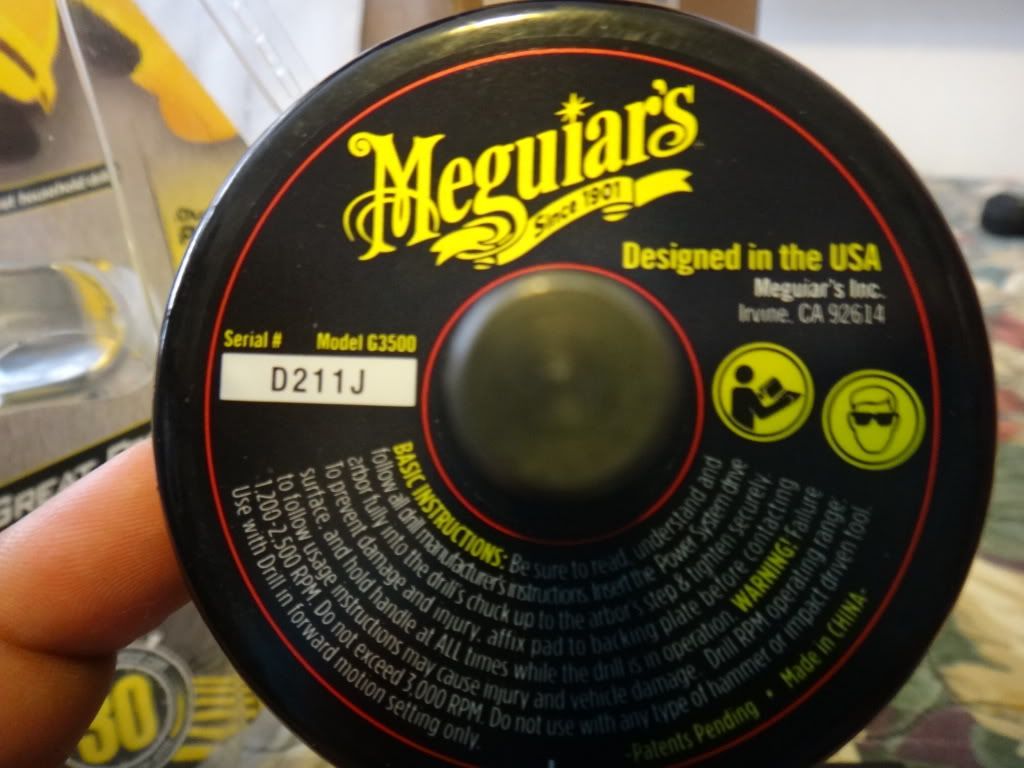 Meguiar's
Since 1901
Designed in the USA
Meguiar's Inc.
Irvine, CA 92614
Serial #
Model G3500
D211J
BASIC INSTRUCTIONS: Be sure to read, understand and
follow all drill manufacturer's instructions. Insert the Power System drive
arbor fully into the drill's chuck up to the arbor's step & tighten securely.
To prevent damage and injury, affix pad to backing plate before contacting
surface, and hold handle at ALL times while the drill is in operation. WARNING! Failure
to follow usage instructions may cause injury and vehicle damage. Drill RPM operating range:
1,200-2,500 RPM. Do not exceed 3,000 RPM. Do not use with any type of hammer or impact driven tool.
Use with Drill in forward motion setting only.
-Patents Pending • Made in CHINA-
household
GREAT
30